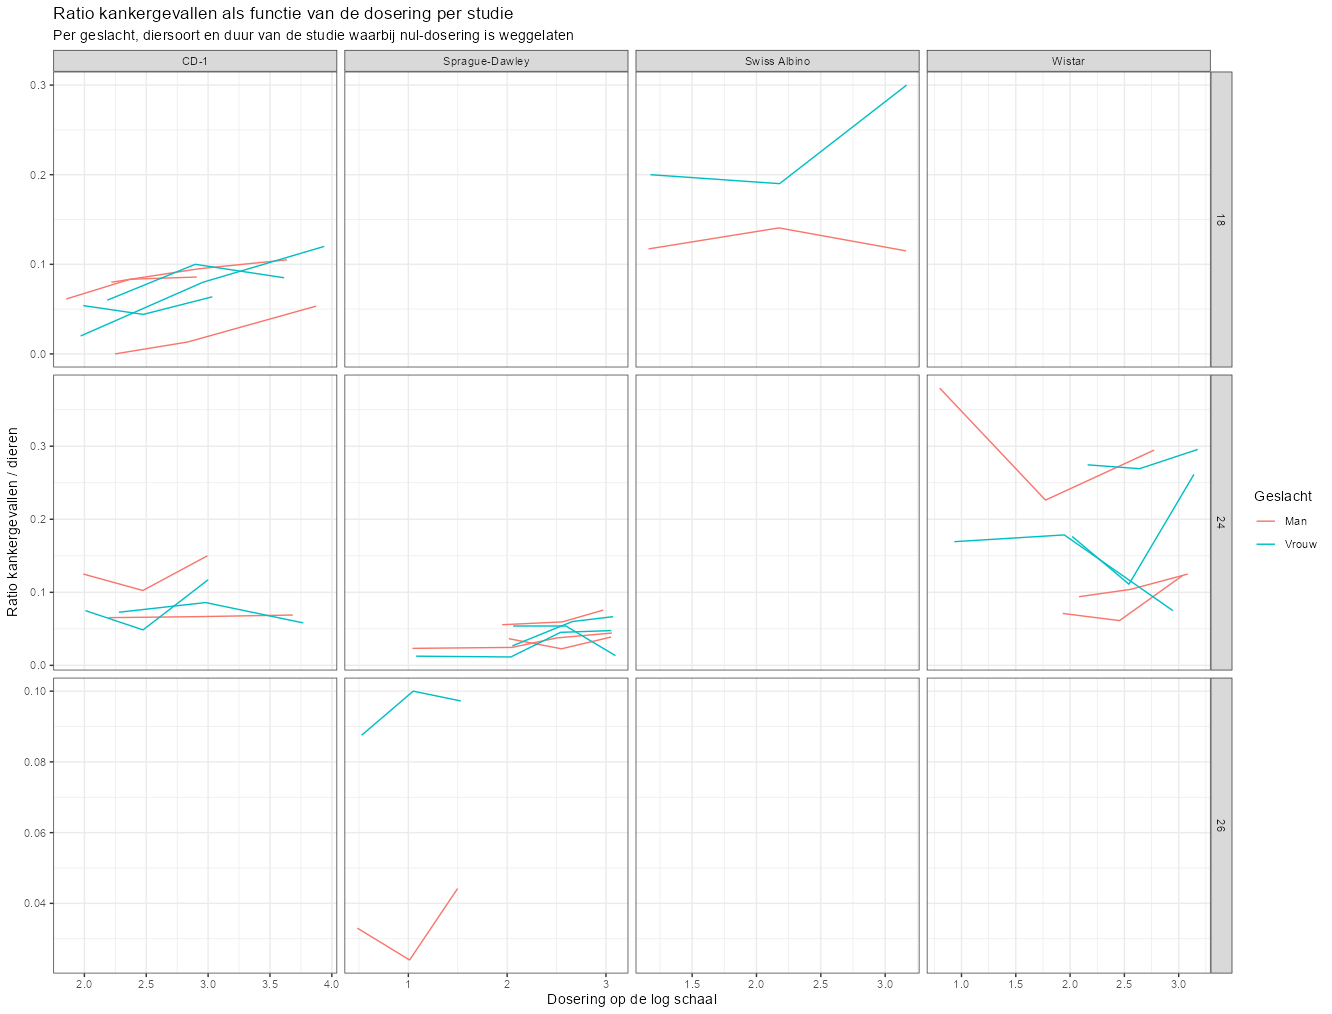 Ratio kankergevallen als functie van de dosering per studie
Per geslacht, diersoort en duur van de studie waarbij nul-dosering is weggelaten
CD-1
Sprague-Dawley
Swiss Albino
Wistar
0.3
0.2
0.1
0.0
18
0.3
0.2
0.1
0.0
24
0.10
0.08
0.06
0.04
26
Ratio kankergevallen / dieren
2.0 2.5 3.0 3.5 4.0
1 2 3
1.5 2.0 2.5 3.0
1.0 1.5 2.0 2.5 3.0
Dosering op de log schaal
Geslacht
Man
Vrouw